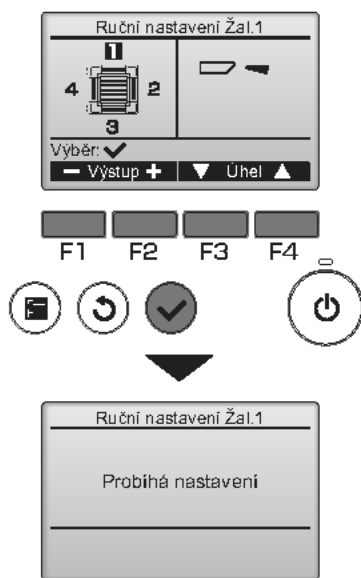 Ruční nastavení Žal.1
1
4 2
3
Výběr: ✔
− Výstup + ▼ Úhel ▲
F1 F2 F3 F4
Ruční nastavení Žal.1
Probíhá nastavení